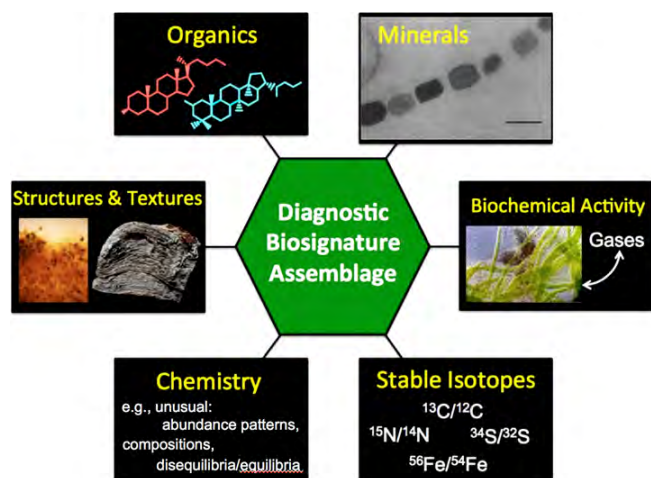 Organics
Minerals
Structures & Textures
Diagnostic
Biosignature
Assemblage
Biochemical Activity
Gases
Chemistry
e.g., unusual:
abundance patterns,
compositions,
disequilibria/equilibria
Stable Isotopes
¹³C/¹²C
¹⁵N/¹⁴N ³⁴S/³²S
⁵⁶Fe/⁵⁴Fe